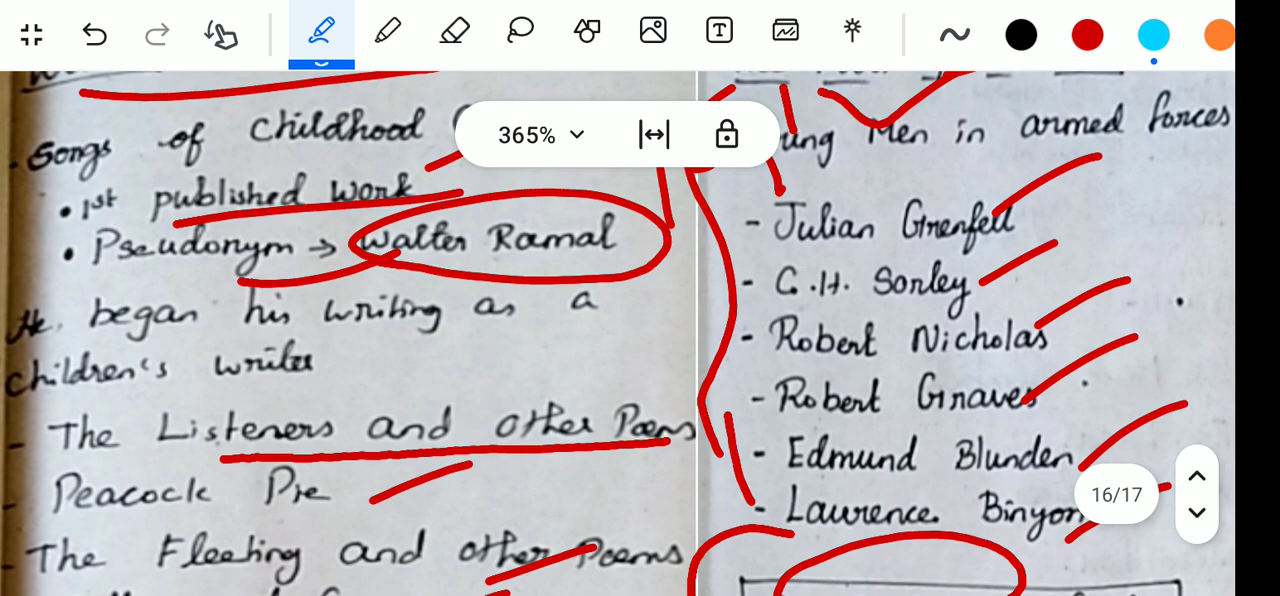 365%
Songs of Childhood
1st published work
Pseudonym → Walter Ramal
He began his writing as a
children's writer
- The Listeners and other Poems
- Peacock Pie
- The Fleeting and other Poems
Men in armed forces
- Julian Grenfell
- C.H. Sorley
- Robert Nicholas
- Robert Graves
- Edmund Blunden
- Laurence Binyon
16/17